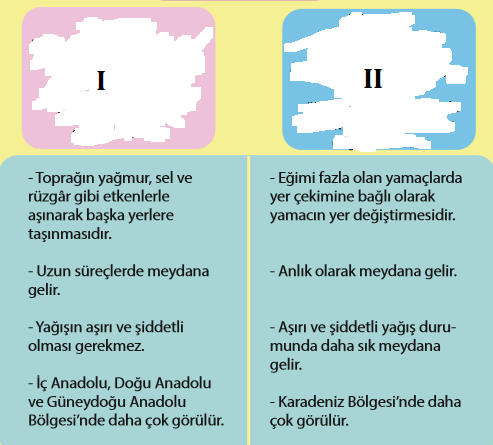 I
II
- Toprağın yağmur, sel ve
rüzgâr gibi etkenlerle
aşınarak başka yerlere
taşınmasıdır.
- Uzun süreçlerde meydana
gelir.
- Yağışın aşırı ve şiddetli
olması gerekmez.
- İç Anadolu, Doğu Anadolu
ve Güneydoğu Anadolu
Bölgesi’nde daha çok görülür.
- Eğimi fazla olan yamaçlarda
yer çekimine bağlı olarak
yamacın yer değiştirmesidir.
- Anlık olarak meydana gelir.
- Aşırı ve şiddetli yağış duru-
munda daha sık meydana
gelir.
- Karadeniz Bölgesi’nde daha
çok görülür.